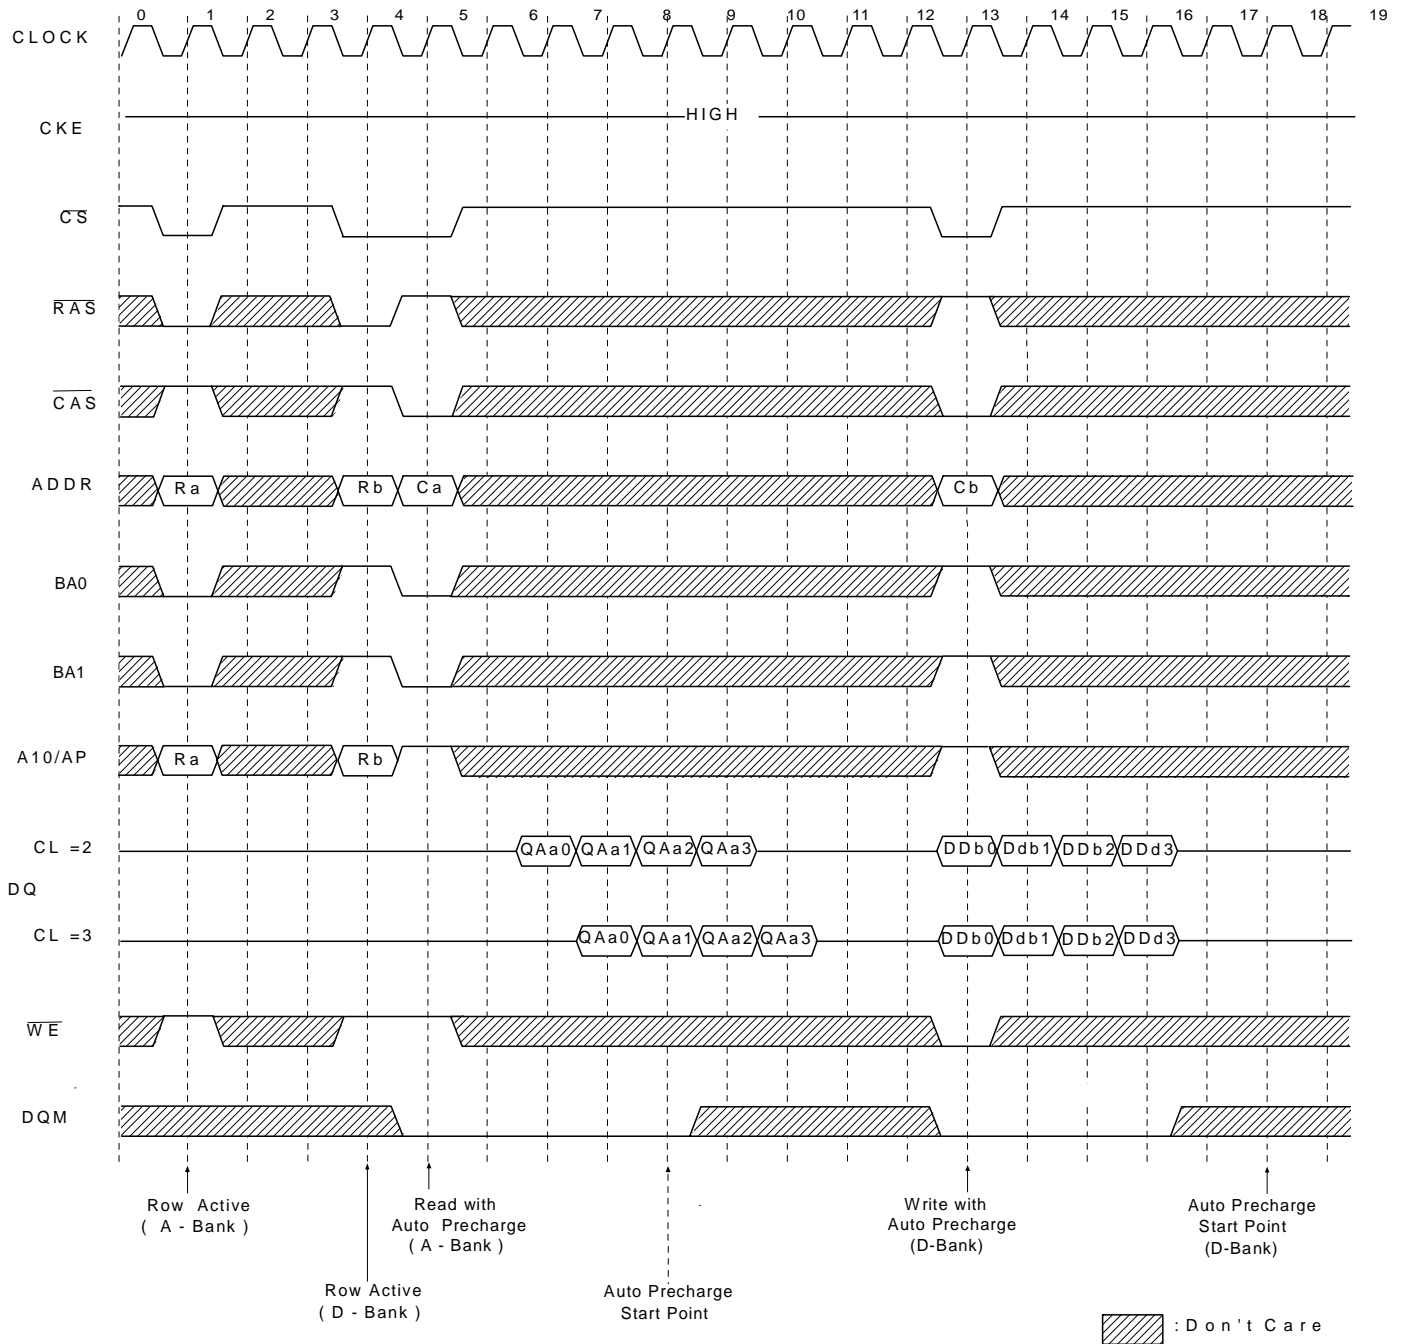 0 1 2 3 4 5 6 7 8 9 10 11 12 13 14 15 16 17 18 19
CLOCK
CKE
HIGH
CS
RAS
CAS
ADDR
Ra
Rb
Ca
Cb
BA0
BA1
A10/AP
Ra
Rb
CL =2
QAa0 QAa1 QAa2 QAa3
DDb0 Ddb1 DDb2 DDd3
DQ
CL =3
QAa0 QAa1 QAa2 QAa3
DDb0 Ddb1 DDb2 DDd3
WE
DQM
Row Active
( A - Bank )
Read with
Auto Precharge
( A - Bank )
Write with
Auto Precharge
(D-Bank)
Auto Precharge
Start Point
(D-Bank)
Row Active
( D - Bank )
Auto Precharge
Start Point
: Don't Care